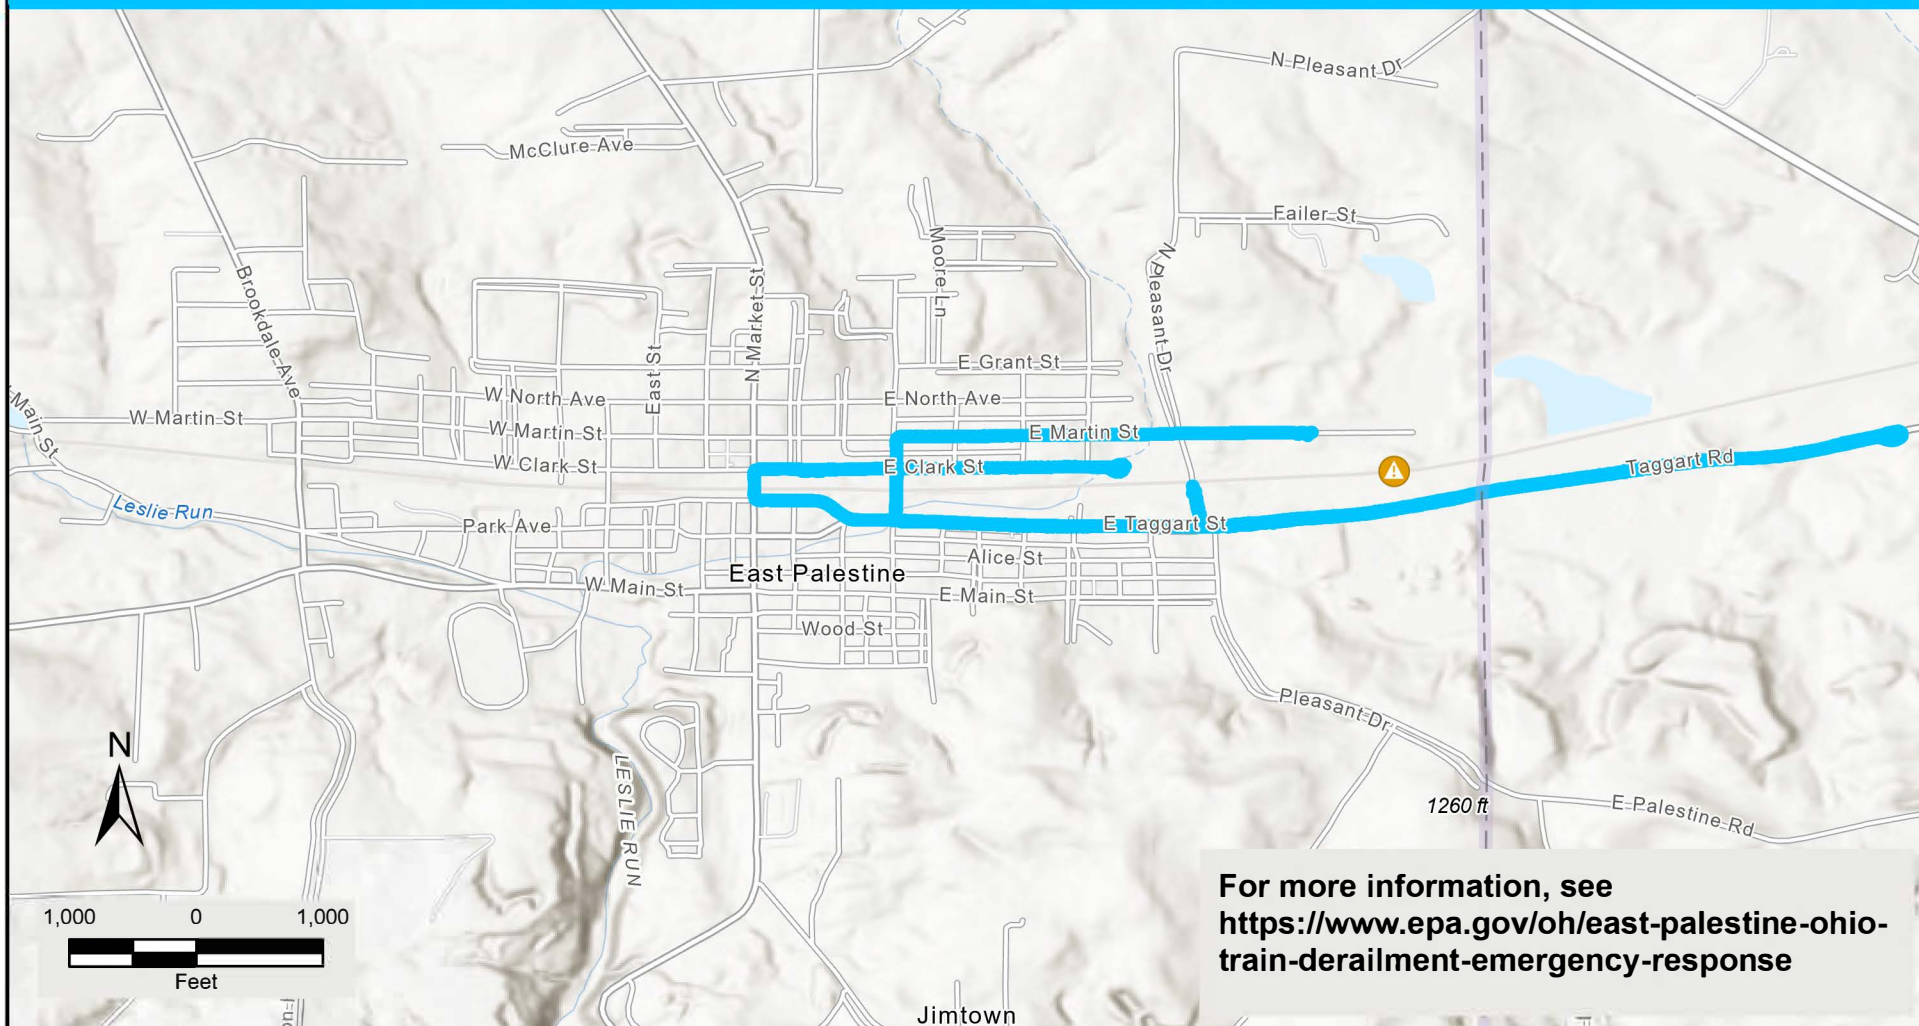 N Pleasant Dr
McClure Ave
Failer St
Moore Ln
N Pleasant Dr
Brookdale Ave
N Market St
East St
E Grant St
W North Ave
E North Ave
Main St
W Martin St
W Martin St
E Martin St
W Clark St
E Clark St
Taggart Rd
Leslie Run
Park Ave
E Taggart St
Alice St
East Palestine
W Main St
E Main St
Wood St
Pleasant Dr
N
LESLIE RUN
1260 ft
E Palestine Rd
For more information, see
https://www.epa.gov/oh/east-palestine-ohio-
train-derailment-emergency-response
1,000 0 1,000
Feet
Jimtown